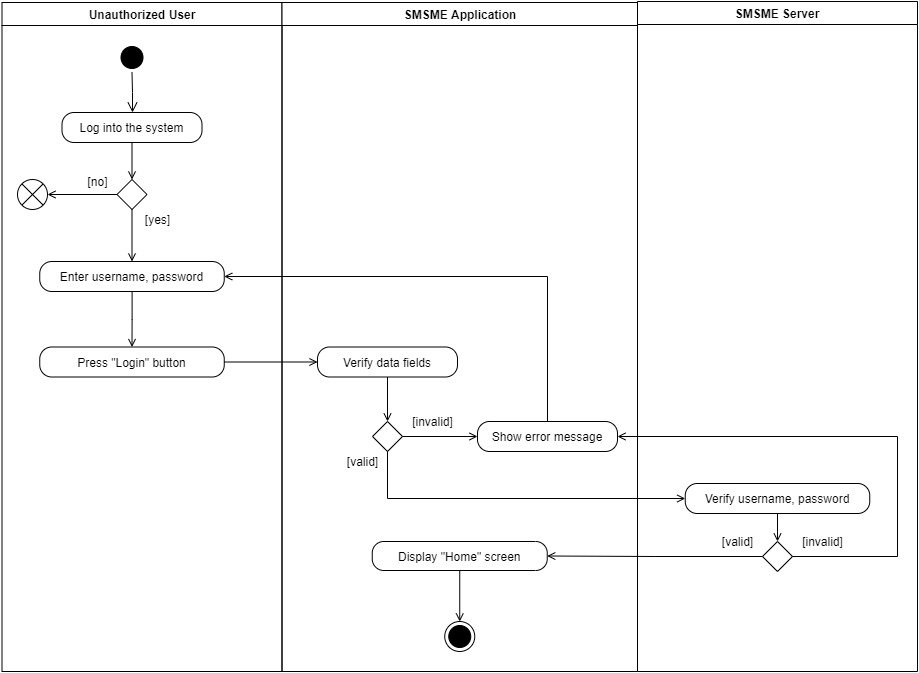 Unauthorized User
SMSME Application
SMSME Server
Log into the system
[no]
[yes]
Enter username, password
Press "Login" button
Verify data fields
[invalid]
Show error message
[valid]
Verify username, password
[valid]
[invalid]
Display "Home" screen